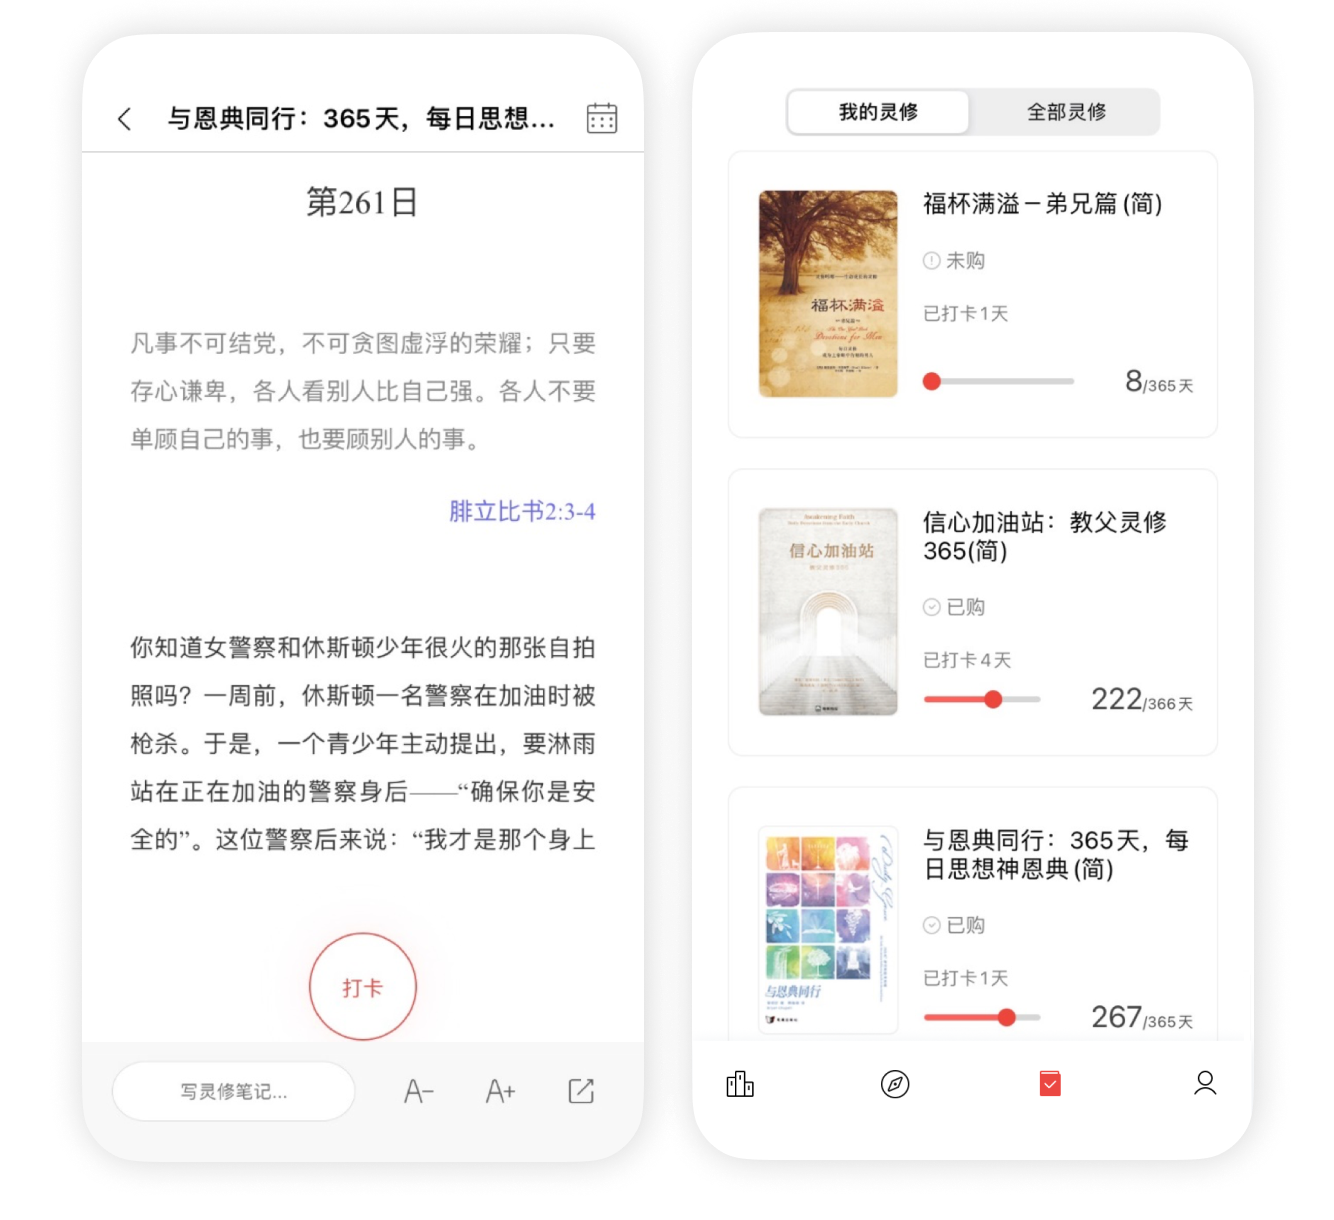 与恩典同行：365天，每日思想...
第261日
凡事不可结党，不可贪图虚浮的荣耀；只要
存心谦卑，各人看别人比自己强。各人不要
单顾自己的事，也要顾别人的事。
腓立比书2:3-4
你知道女警察和休斯顿少年很火的那张自拍
照吗？一周前，休斯顿一名警察在加油时被
枪杀。于是，一个青少年主动提出，要淋雨
站在正在加油的警察身后——“确保你是安
全的”。这位警察后来说：“我才是那个身上
打卡
写灵修笔记...
A-
A+
我的灵修
全部灵修
福杯满溢
Devotions for Men
福杯满溢－弟兄篇 (简)
未购
已打卡1天
8/365天
Awakening Faith
信心加油站
信心加油站：教父灵修
365(简)
已购
已打卡4天
222/366天
Daily Grace
与恩典同行
与恩典同行：365天，每
日思想神恩典 (简)
已购
已打卡1天
267/365天